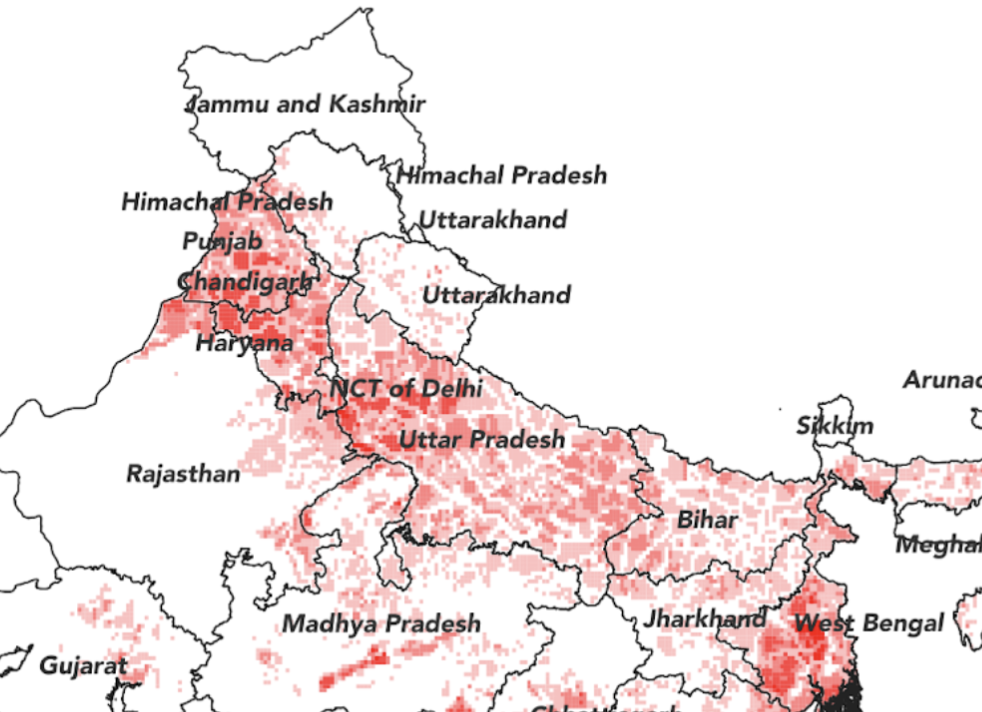 Jammu and Kashmir
Himachal Pradesh
Himachal Pradesh
Uttarakhand
Punjab
Chandigarh
Uttarakhand
Haryana
NCT of Delhi
Arunac
Sikkim
Uttar Pradesh
Rajasthan
Bihar
Meghal
Madhya Pradesh
Jharkhand
West Bengal
Gujarat